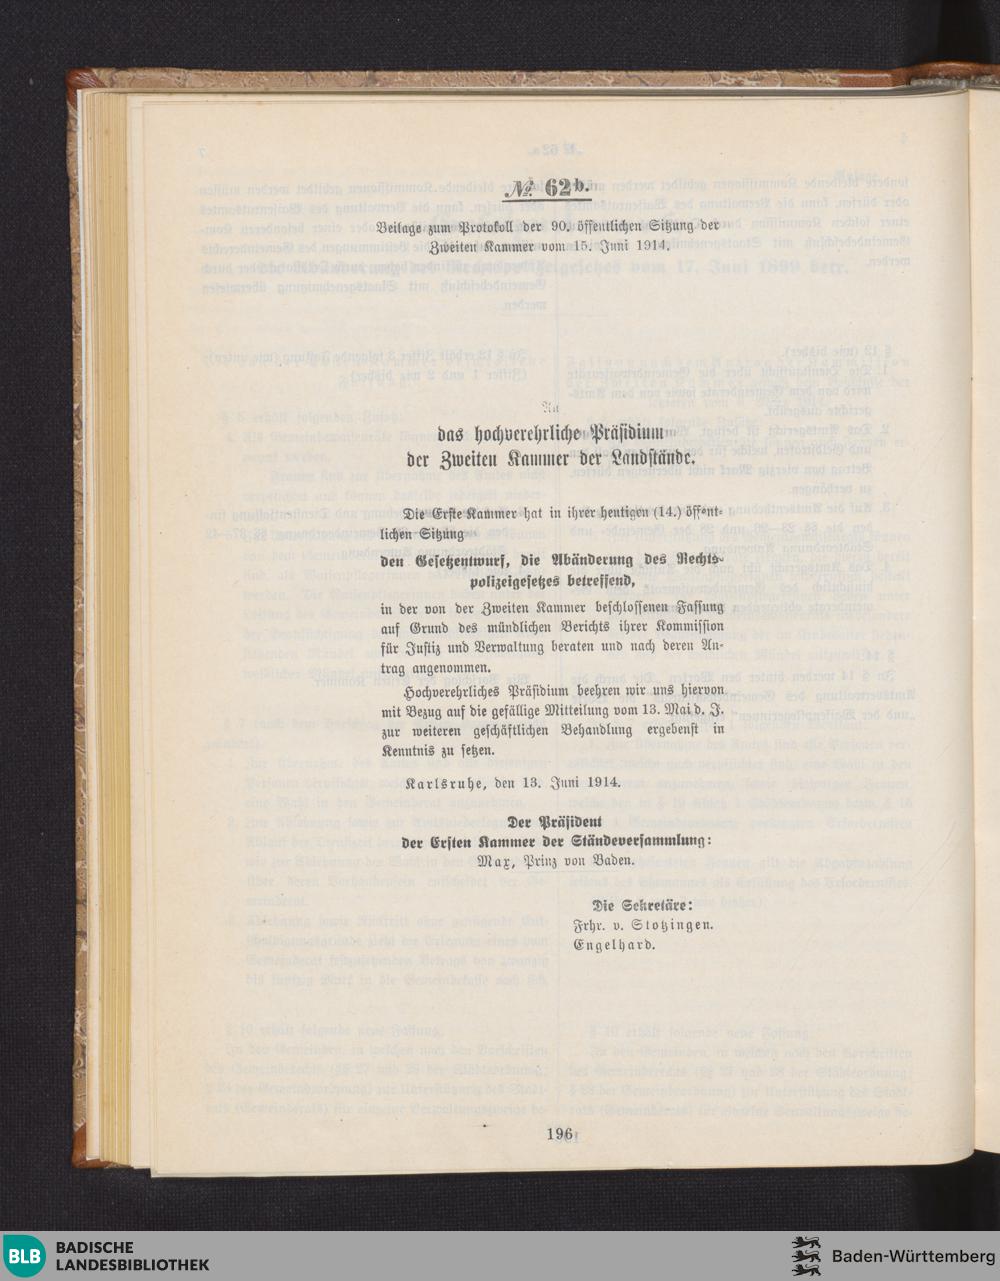 № 62b.
Beilage zum Protokoll der 90. öffentlichen Sitzung der
Zweiten Kammer vom 15. Juni 1914.
An
das hochverehrliche Präsidium
der Zweiten Kammer der Landstände.
Die Erste Kammer hat in ihrer heutigen (14.) öffent-
lichen Sitzung
den Gesetzentwurf, die Abänderung des Rechts-
polizeigesetzes betreffend,
in der von der Zweiten Kammer beschlossenen Fassung
auf Grund des mündlichen Berichts ihrer Kommission
für Justiz und Verwaltung beraten und nach deren An-
trag angenommen.
Hochverehrliches Präsidium beehren wir uns hiervon
mit Bezug auf die gefällige Mitteilung vom 13. Mai d. J.
zur weiteren geschäftlichen Behandlung ergebenst in
Kenntnis zu setzen.
Karlsruhe, den 13. Juni 1914.
Der Präsident
der Ersten Kammer der Ständeversammlung:
Max, Prinz von Baden.
Die Sekretäre:
Frhr. v. Stotzingen.
Engelhard.
196
BLB BADISCHE
LANDESBIBLIOTHEK
Baden-Württemberg